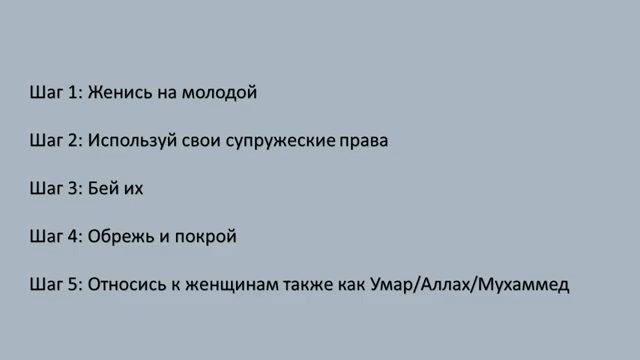 Шаг 1: Женись на молодой
Шаг 2: Используй свои супружеские права
Шаг 3: Бей их
Шаг 4: Обрежь и покрой
Шаг 5: Относись к женщинам также как Умар/Аллах/Мухаммед